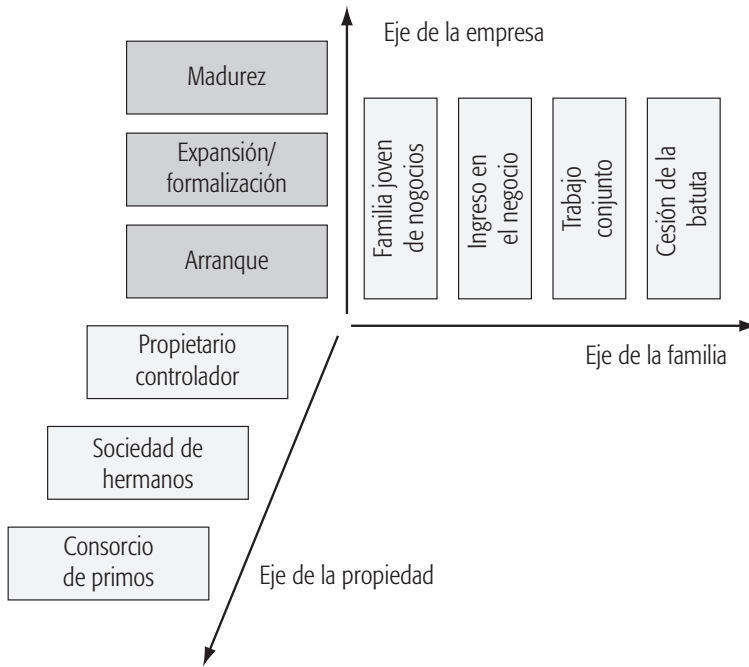 Eje de la empresa
Madurez
Expansión/
formalización
Arranque
Familia joven
de nogocios
Ingreso en
el negocio
Trabajo
conjunto
Cesión de la
batuta
Eje de la familia
Propietario
controlador
Sociedad de
hermanos
Consorcio
de primos
Eje de la propiedad